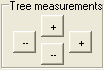 Tree measurements
+
-- +
--